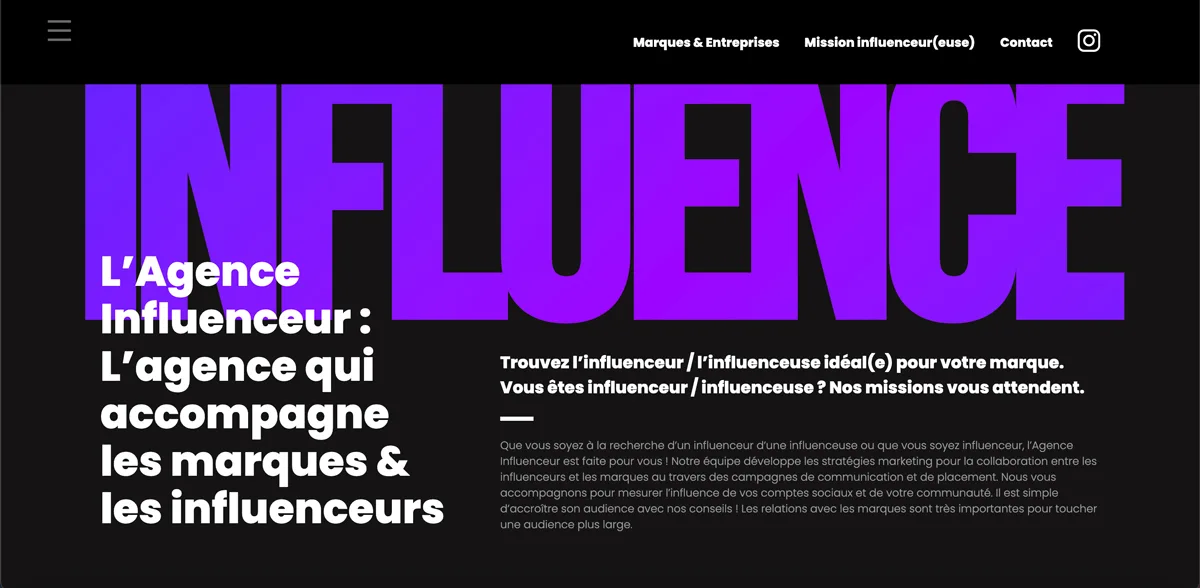 Marques & Entreprises
Mission influenceur(euse)
Contact
INFLUENCE
L’Agence
Influenceur :
L’agence qui
accompagne
les marques &
les influenceurs
Trouvez l’influenceur / l’influenceuse idéal(e) pour votre marque.
Vous êtes influenceur / influenceuse ? Nos missions vous attendent.
Que vous soyez à la recherche d’un influenceur d’une influenceuse ou que vous soyez influenceur, l’Agence
Influenceur est faite pour vous ! Notre équipe développe les stratégies marketing pour la collaboration entre les
influenceurs et les marques au travers des campagnes de communication et de placement. Nous vous
accompagnons pour mesurer l’influence de vos comptes sociaux et de votre communauté. Il est simple
d’accroître son audience avec nos conseils ! Les relations avec les marques sont très importantes pour toucher
une audience plus large.